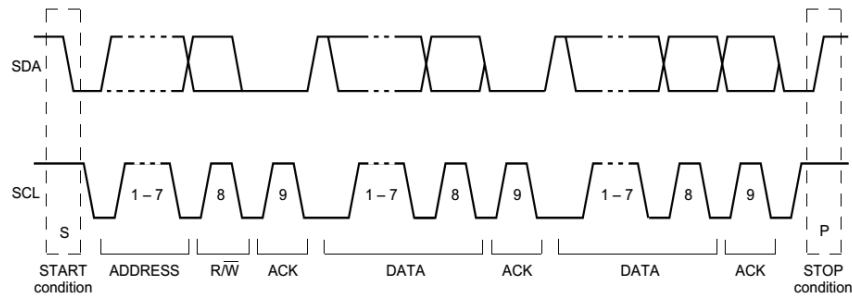 SDA
SCL
1 – 7
8
9
1 – 7
8
9
1 – 7
8
9
S
P
START
condition
ADDRESS
R/W̅
ACK
DATA
ACK
DATA
ACK
STOP
condition